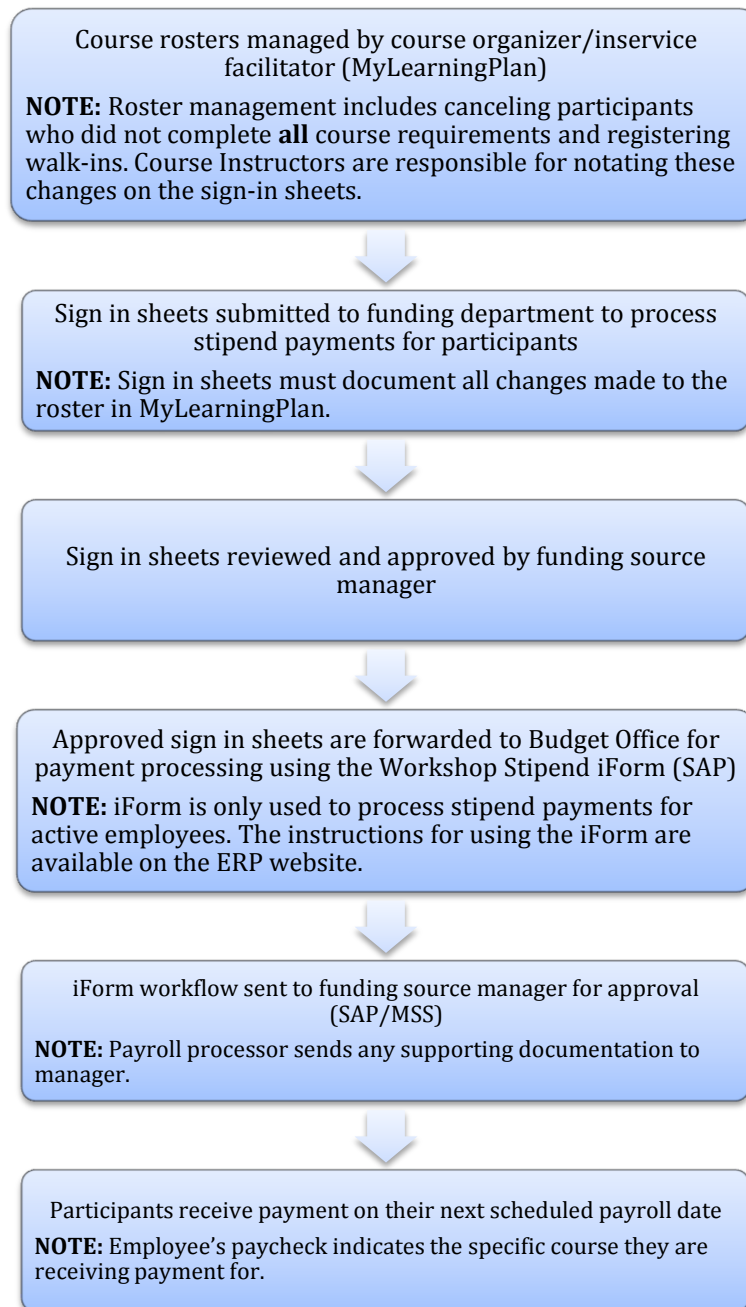 Course rosters managed by course organizer/inservice
facilitator (MyLearningPlan)
NOTE: Roster management includes canceling participants
who did not complete all course requirements and registering
walk-ins. Course Instructors are responsible for notating these
changes on the sign-in sheets.
Sign in sheets submitted to funding department to process
stipend payments for participants
NOTE: Sign in sheets must document all changes made to the
roster in MyLearningPlan.
Sign in sheets reviewed and approved by funding source
manager
Approved sign in sheets are forwarded to Budget Office for
payment processing using the Workshop Stipend iForm (SAP)
NOTE: iForm is only used to process stipend payments for
active employees. The instructions for using the iForm are
available on the ERP website.
iForm workflow sent to funding source manager for approval
(SAP/MSS)
NOTE: Payroll processor sends any supporting documentation to
manager.
Participants receive payment on their next scheduled payroll date
NOTE: Employee's paycheck indicates the specific course they are
receiving payment for.